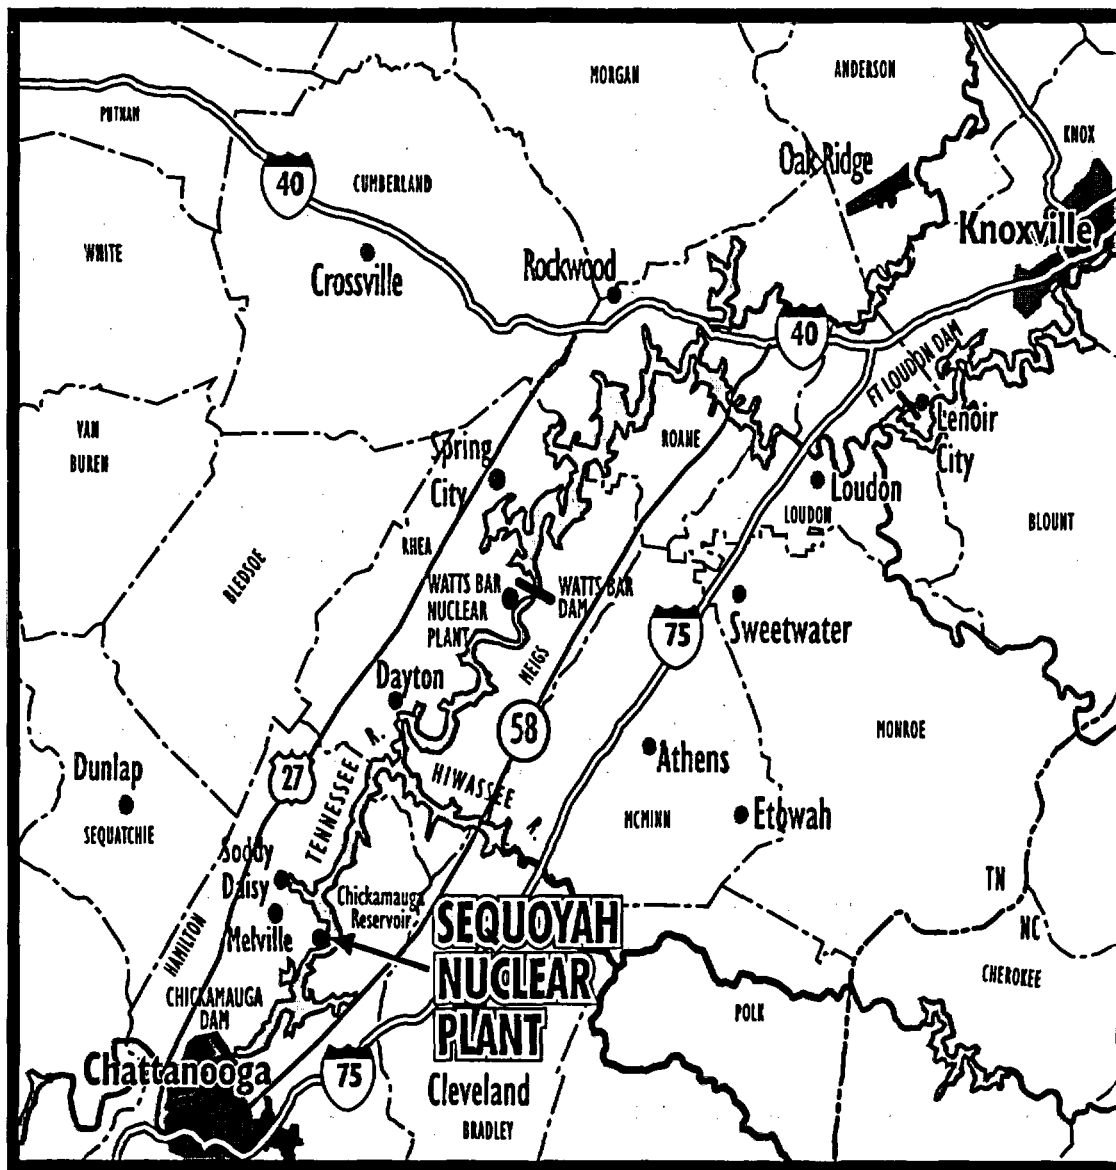 MORGAN
ANDERSON
PUTNAM
KNOX
Oak Ridge
40
CUMBERLAND
Knoxville
WHITE
Crossville
Rockwood
40
FT LOUDON DAM
VAN
BUREN
Spring
City
ROANE
Lenoir
City
Loudon
LOUDON
BLOUNT
RHEA
BLEDSOE
WATTS BAR
NUCLEAR
PLANT
WATTS BAR
DAM
75
Sweetwater
MEIGS
Dayton
58
MONROE
Dunlap
27
TENNESSEE R.
HIWASSEE R.
Athens
SEQUATCHIE
MCMINN
Etowah
Soddy
Daisy
Chickamauga
Reservoir
TN
NC
Melville
HAMILTON
SEQUOYAH
NUCLEAR
PLANT
CHEROKEE
CHICKAMAUGA
DAM
POLK
Chattanooga
75
Cleveland
BRADLEY